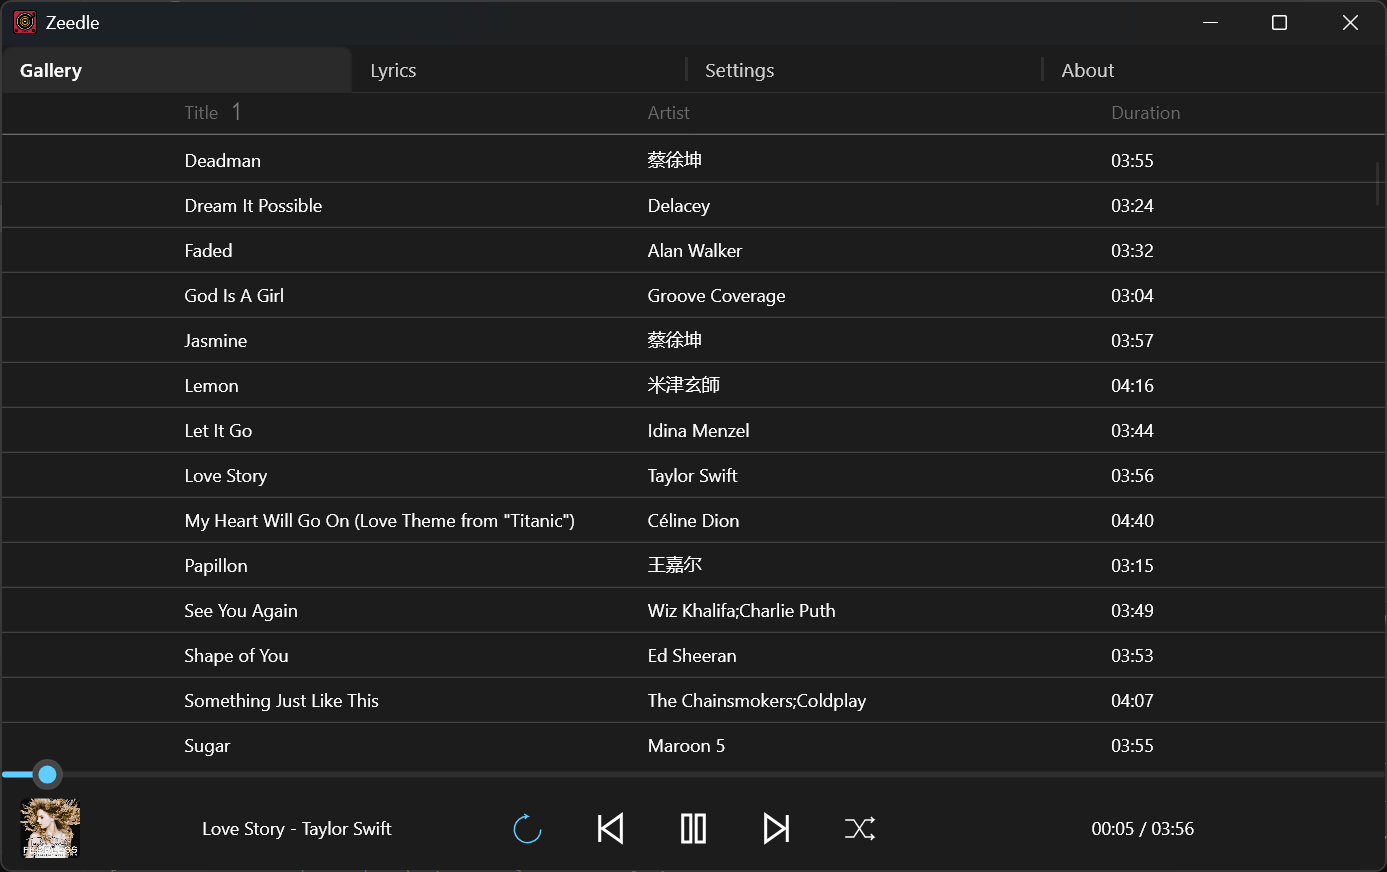 Zeedle
Gallery Lyrics Settings About
Title Artist Duration
Deadman 蔡徐坤 03:55
Dream It Possible Delacey 03:24
Faded Alan Walker 03:32
God Is A Girl Groove Coverage 03:04
Jasmine 蔡徐坤 03:57
Lemon 米津玄師 04:16
Let It Go Idina Menzel 03:44
Love Story Taylor Swift 03:56
My Heart Will Go On (Love Theme from "Titanic") Céline Dion 04:40
Papillon 王嘉尔 03:15
See You Again Wiz Khalifa;Charlie Puth 03:49
Shape of You Ed Sheeran 03:53
Something Just Like This The Chainsmokers;Coldplay 04:07
Sugar Maroon 5 03:55
FEARLESS
Love Story - Taylor Swift 00:05 / 03:56